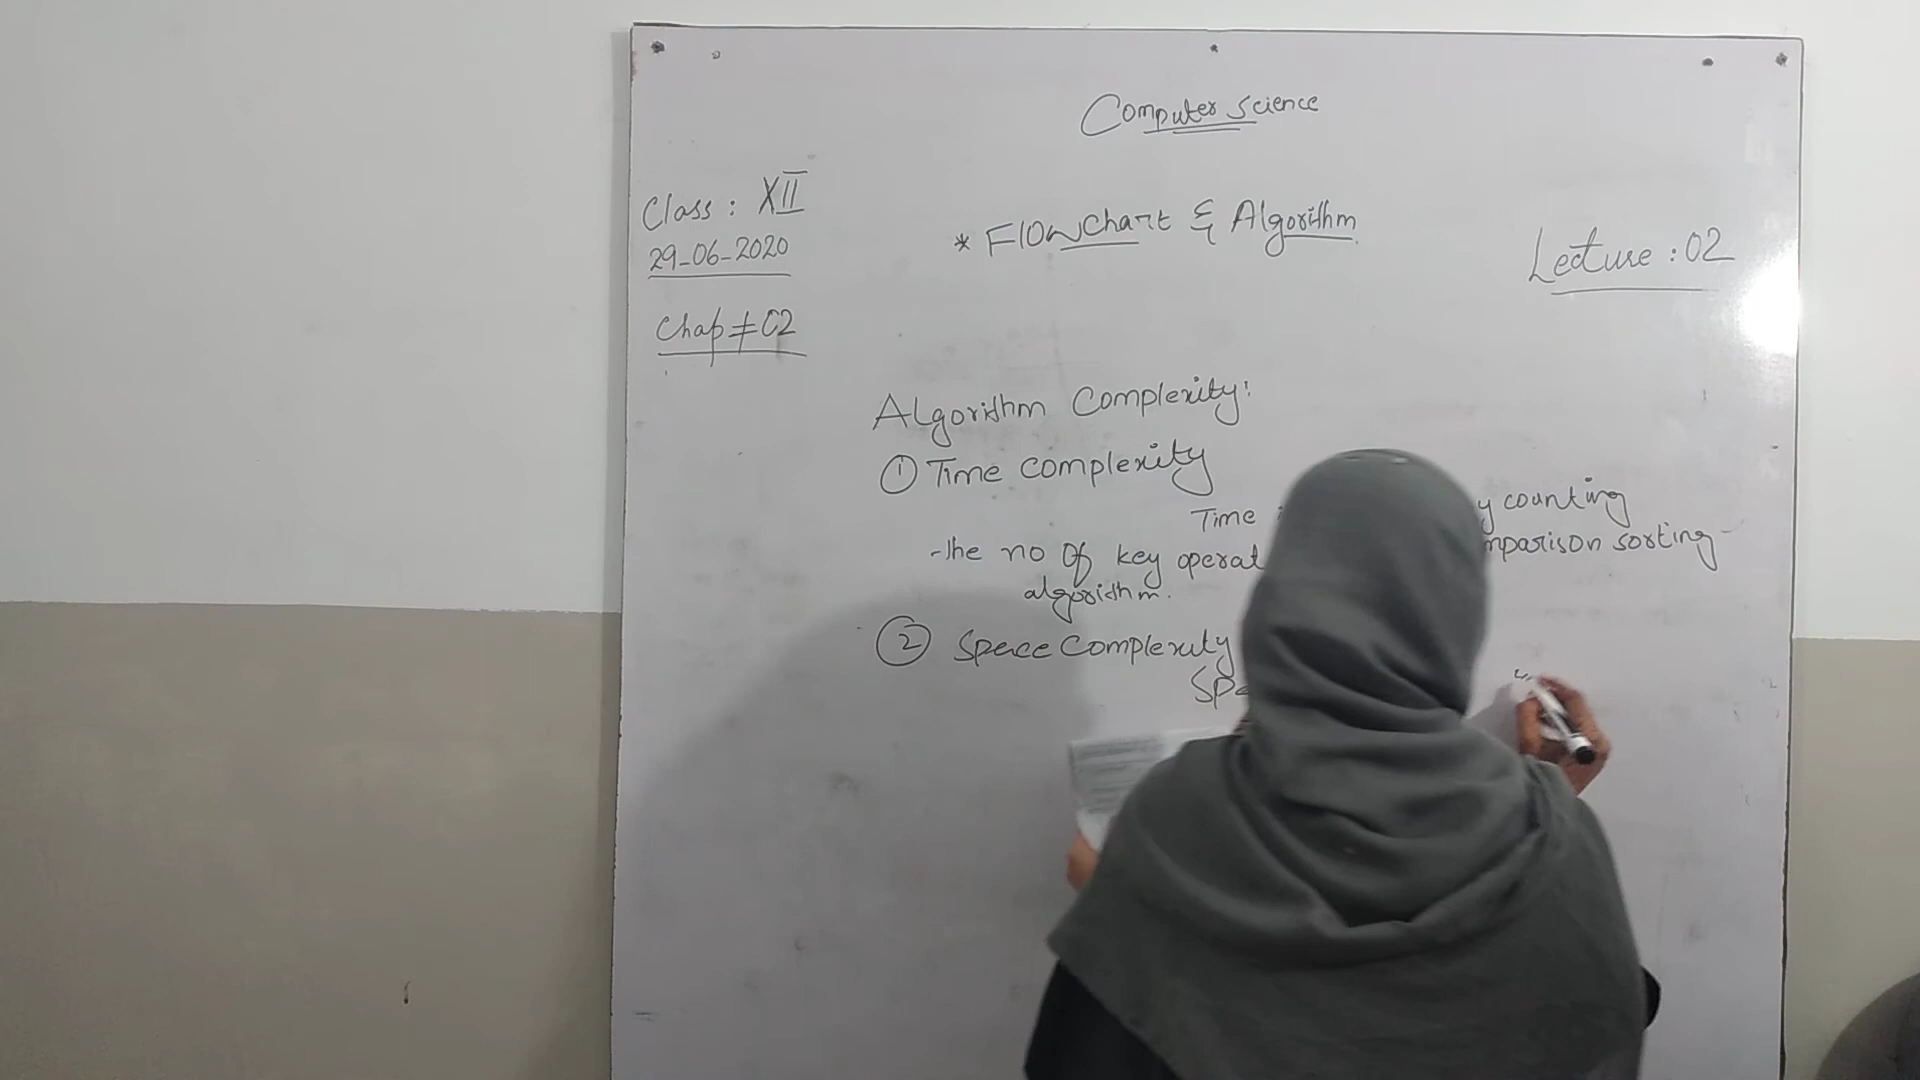 Computer Science
Class: XII
* Flowchart & Algorithm
29-06-2020
Lecture: 02
Chap # 02
Algorithm Complexity:
① Time complexity
Time y counting
the no of key operat mparison sorting
algorithm.
② Space Complexity
Spa